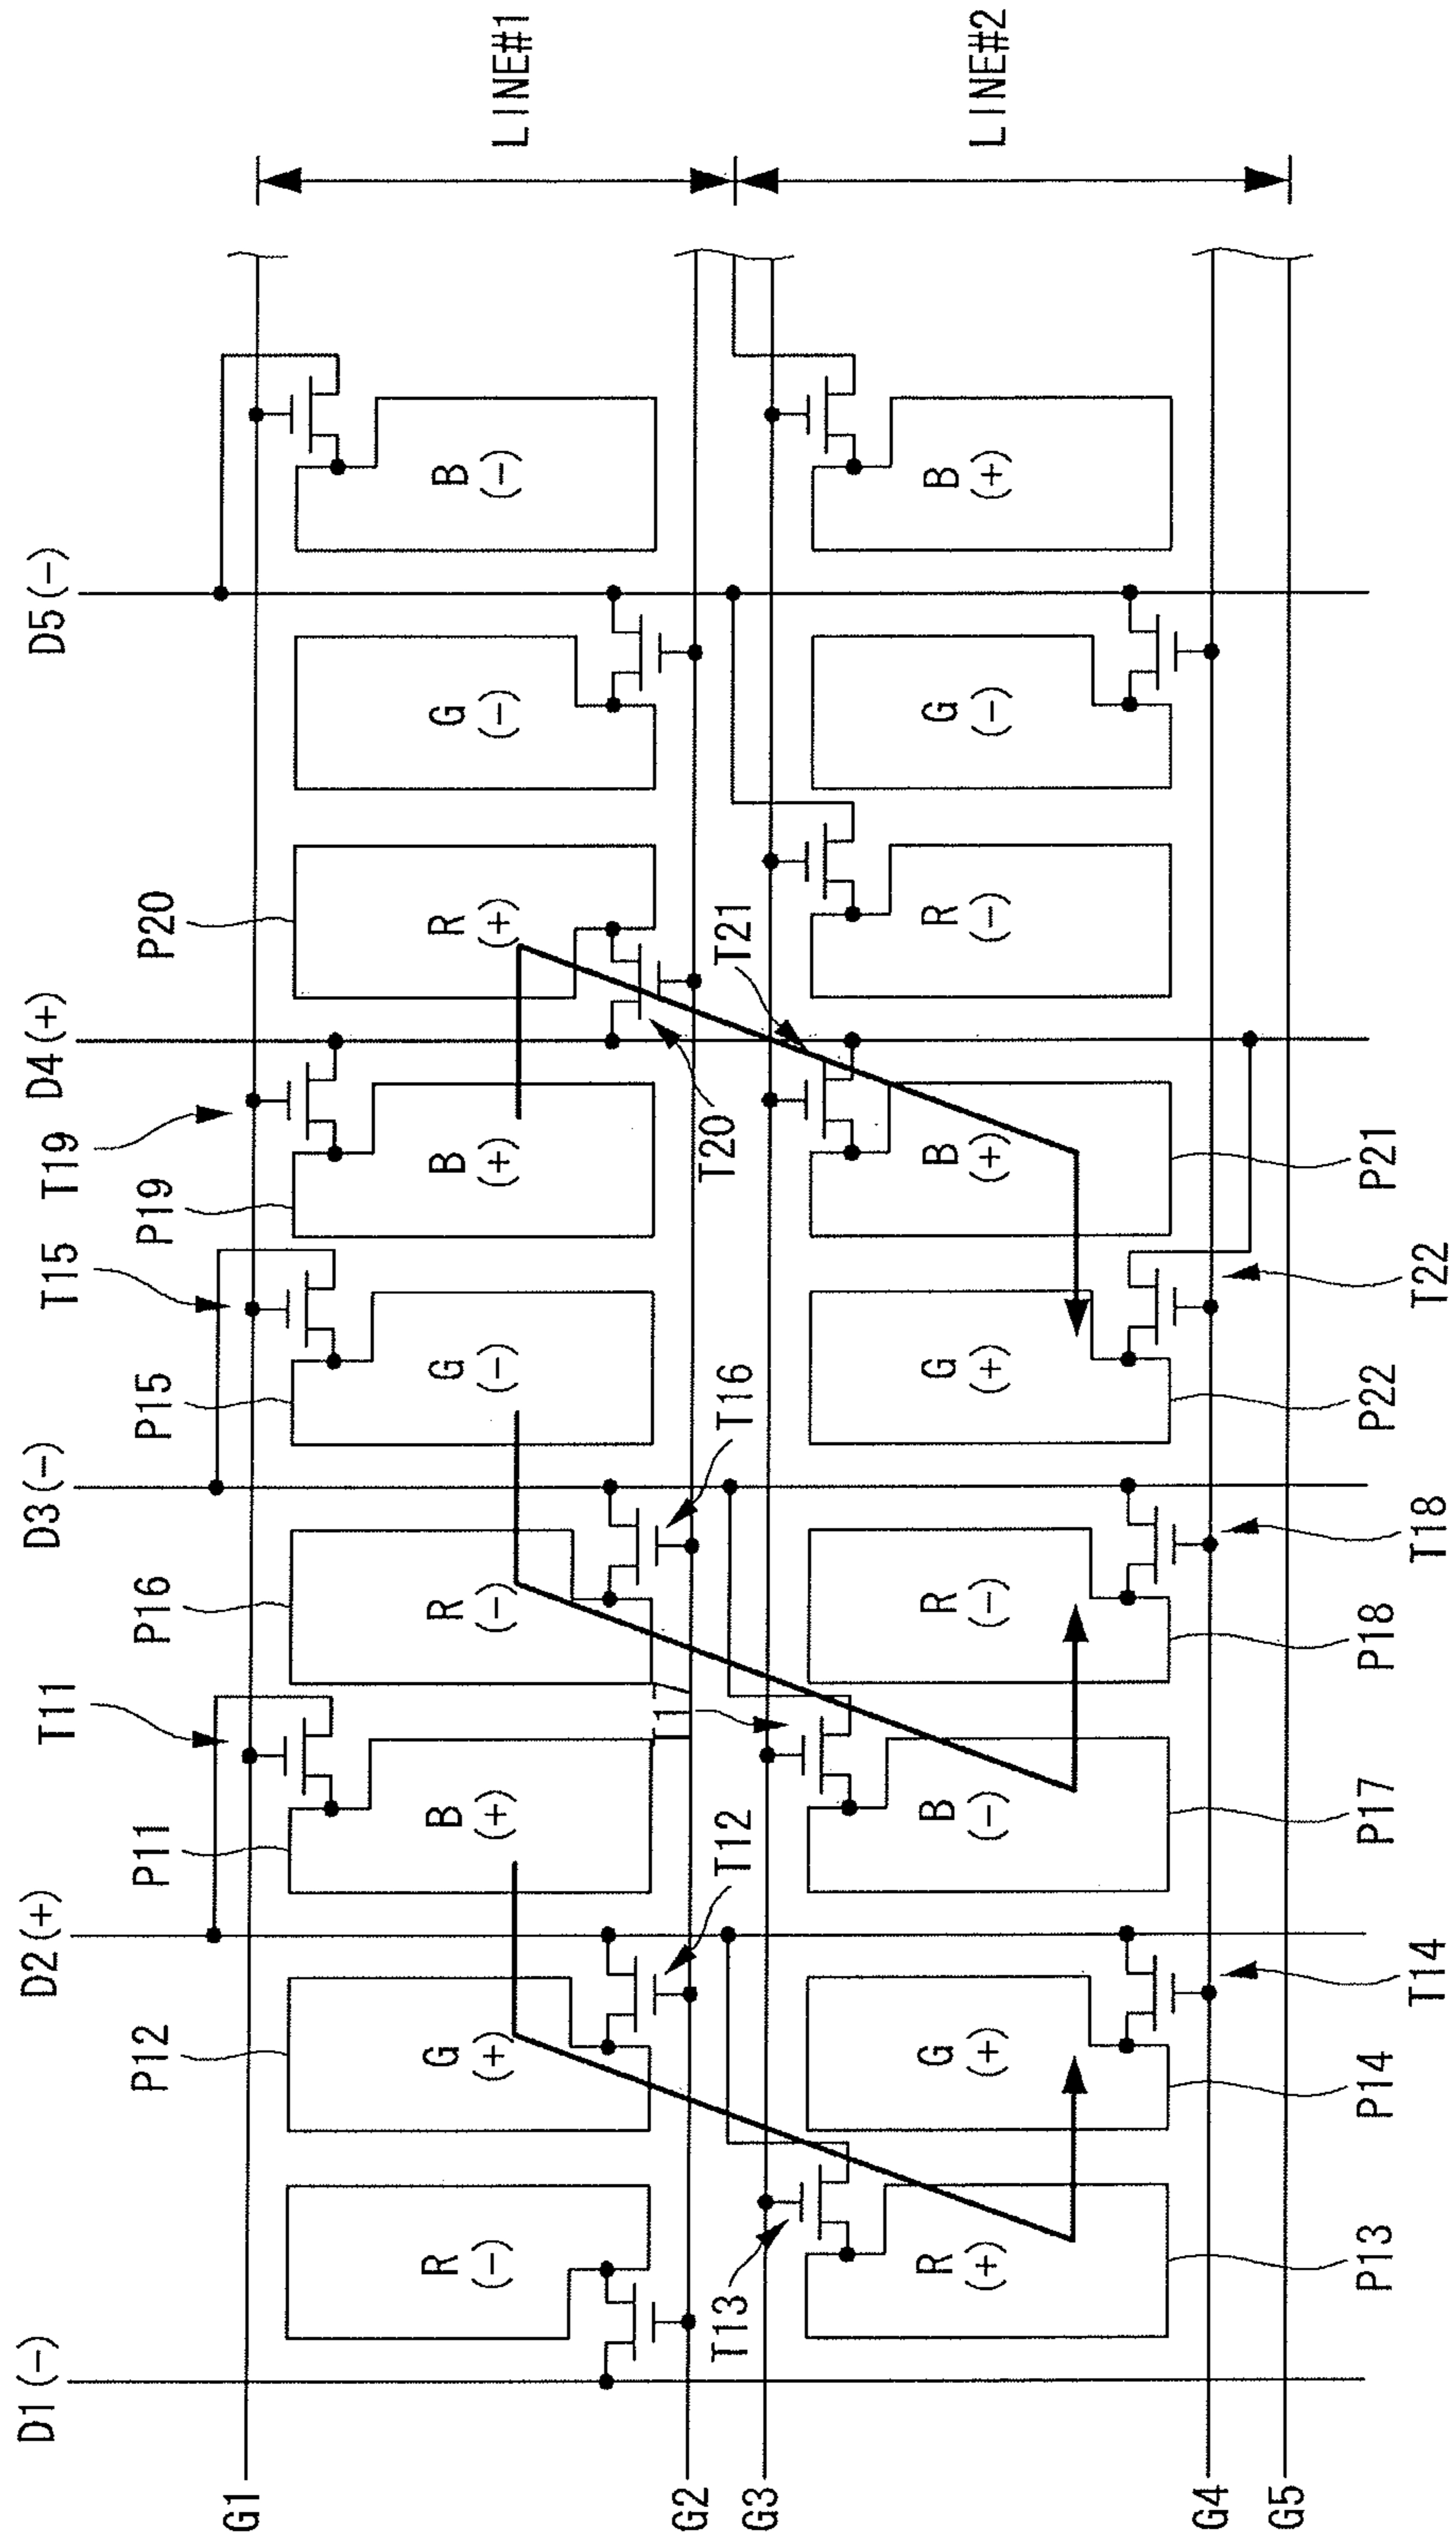 D1(-)
D2(+)
T11
D3(-)
T15
T19
D4(+)
D5(-)
P12
P11
P16
P15
P19
P20
G1
R
(-)
G
(+)
B
(+)
R
(-)
G
(-)
B
(+)
R
(+)
G
(-)
B
(-)
LINE#1
G2
T12
T16
T20
T13
T21
G3
R
(+)
G
(+)
B
(-)
R
(-)
G
(+)
B
(+)
R
(-)
G
(-)
B
(+)
LINE#2
G4
G5
P13
P14
P17
P18
P22
P21
T14
T18
T22